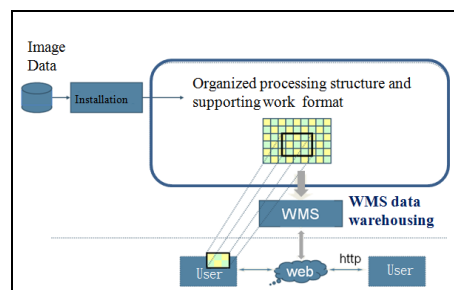 Image
Data
Installation
Organized processing structure and
supporting work format
WMS
WMS data
warehousing
User
web
http
User